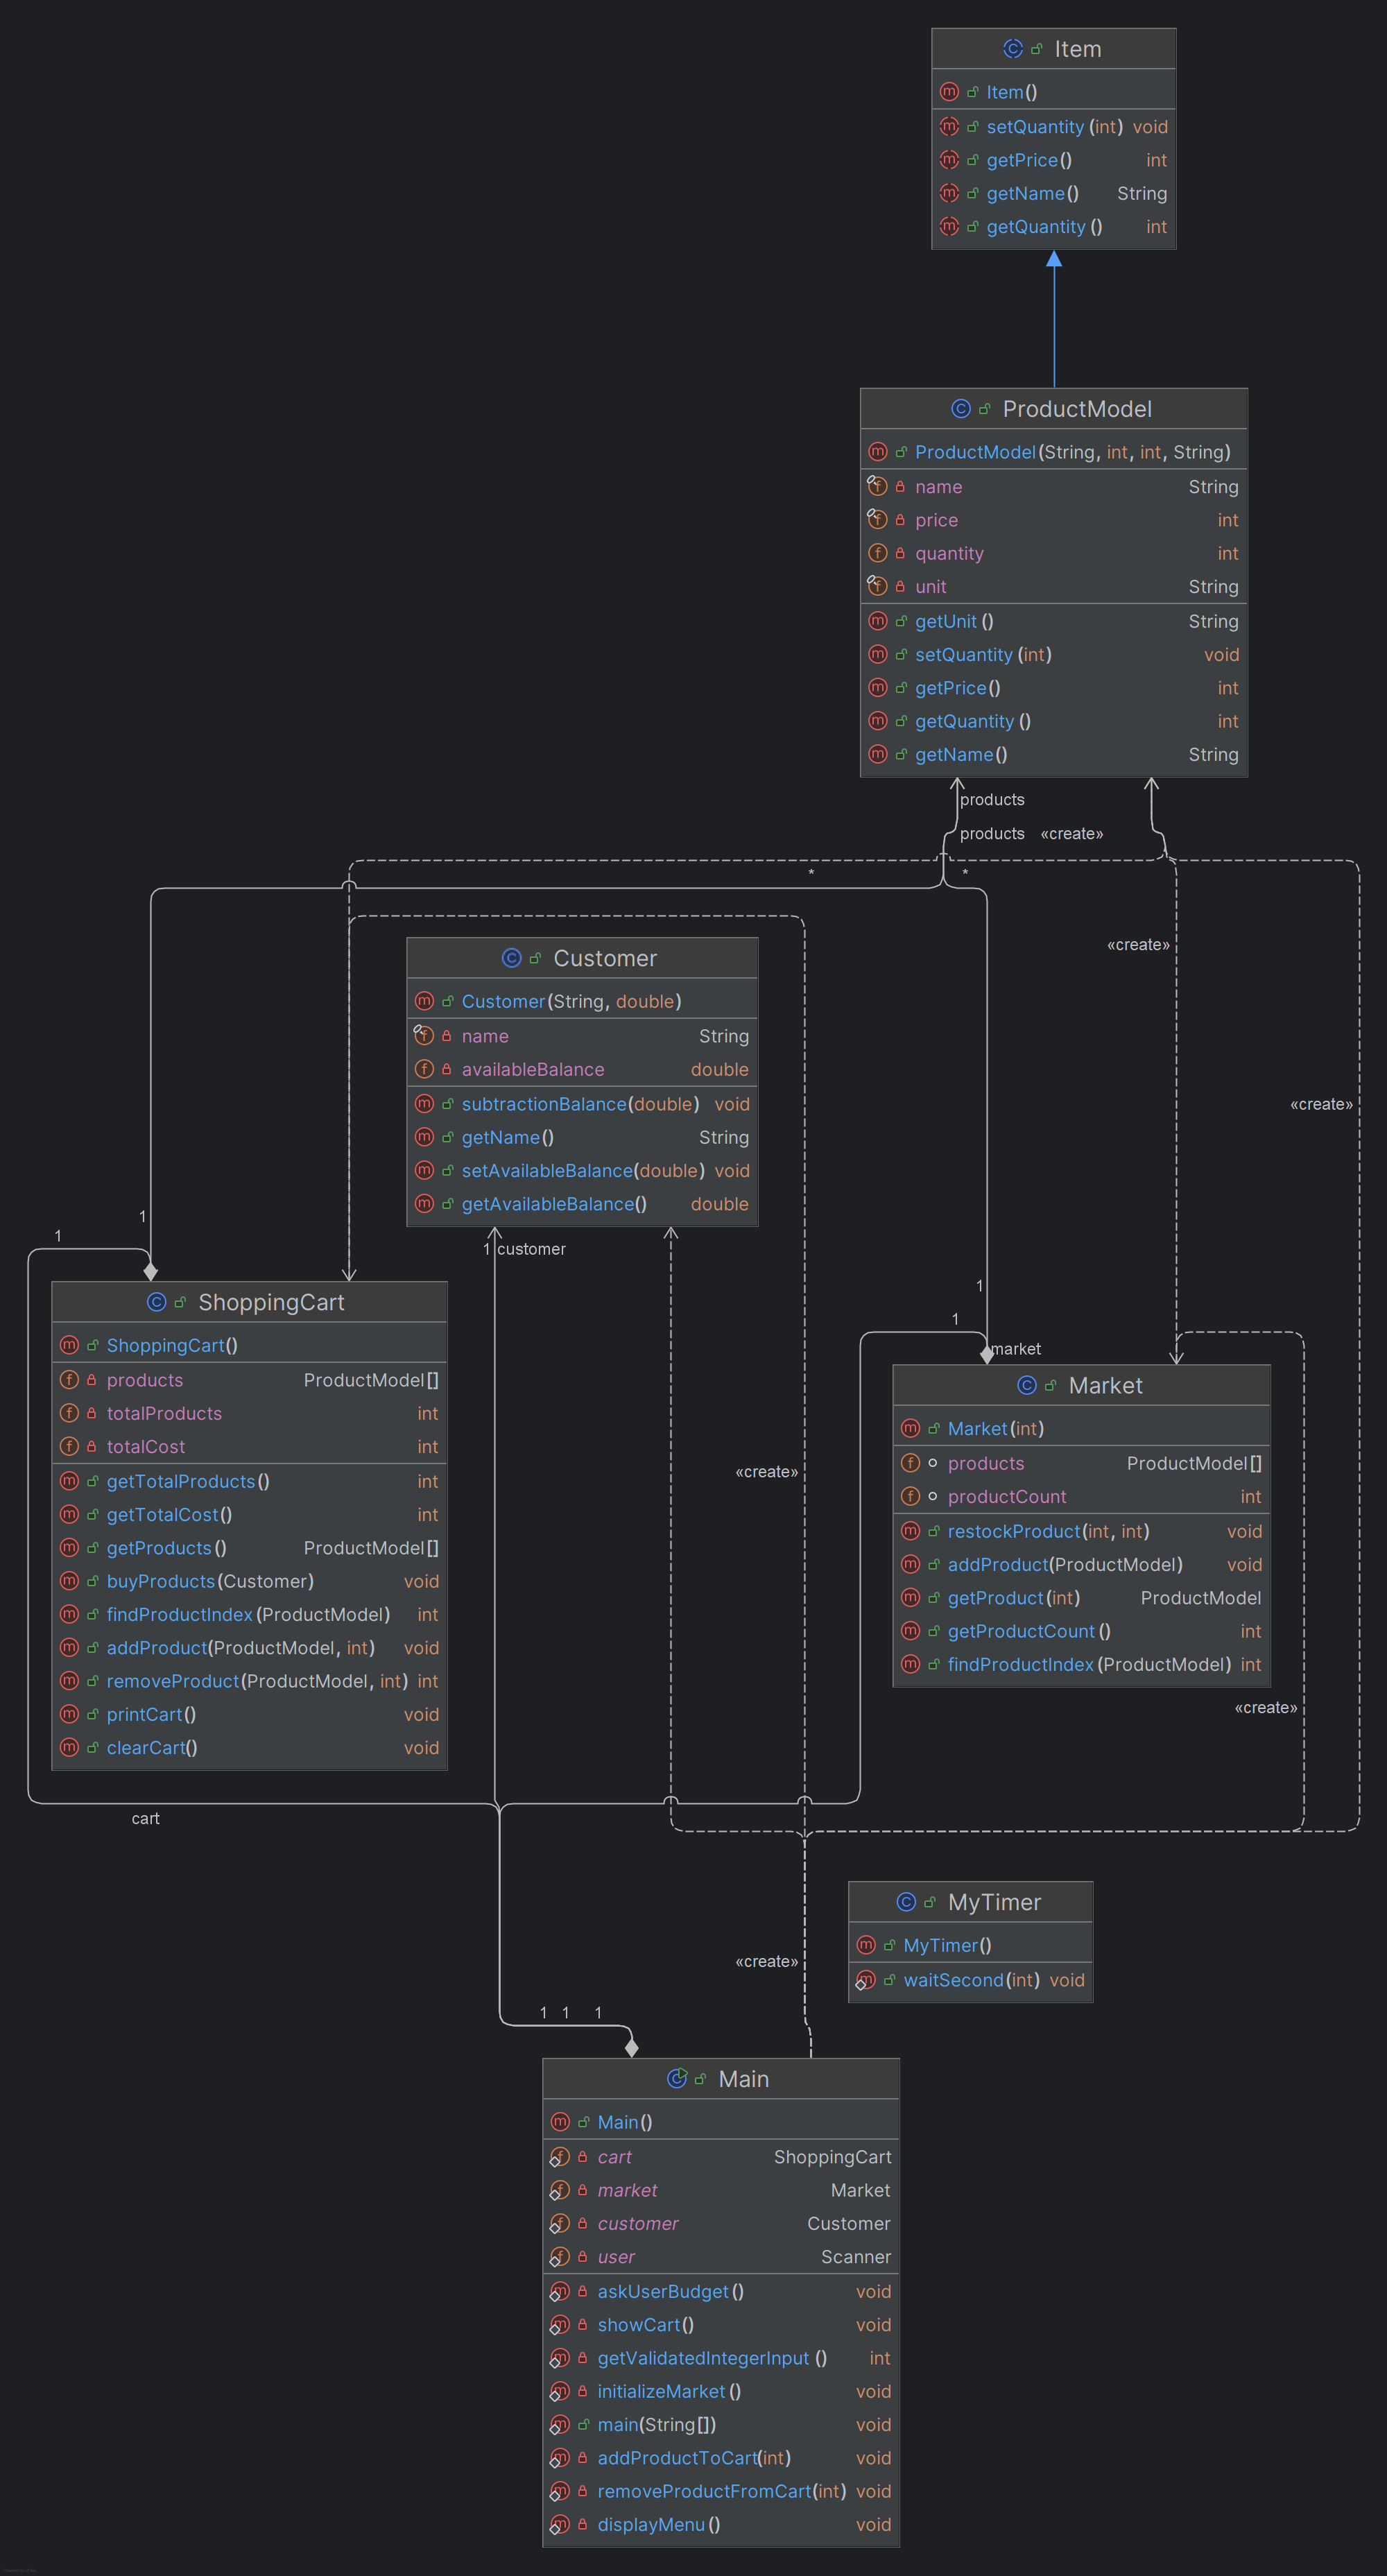 Item
Item()
setQuantity(int) void
getPrice() int
getName() String
getQuantity() int
ProductModel
ProductModel(String, int, int, String)
name String
price int
quantity int
unit String
getUnit() String
setQuantity(int) void
getPrice() int
getQuantity() int
getName() String
products
products «create»
* *
«create»
Customer
Customer(String, double)
name String
availableBalance double
subtractionBalance(double) void
getName() String
setAvailableBalance(double) void
getAvailableBalance() double
«create»
1
1
1 customer
ShoppingCart
ShoppingCart()
products ProductModel[]
totalProducts int
totalCost int
getTotalProducts() int
getTotalCost() int
getProducts() ProductModel[]
buyProducts(Customer) void
findProductIndex(ProductModel) int
addProduct(ProductModel, int) void
removeProduct(ProductModel, int) int
printCart() void
clearCart() void
1
1
market
Market
Market(int)
products ProductModel[]
productCount int
restockProduct(int, int) void
addProduct(ProductModel) void
getProduct(int) ProductModel
getProductCount() int
findProductIndex(ProductModel) int
«create»
«create»
cart
MyTimer
MyTimer()
waitSecond(int) void
«create»
1 1 1
Main
Main()
cart ShoppingCart
market Market
customer Customer
user Scanner
askUserBudget() void
showCart() void
getValidatedIntegerInput() int
initializeMarket() void
main(String[]) void
addProductToCart(int) void
removeProductFromCart(int) void
displayMenu() void